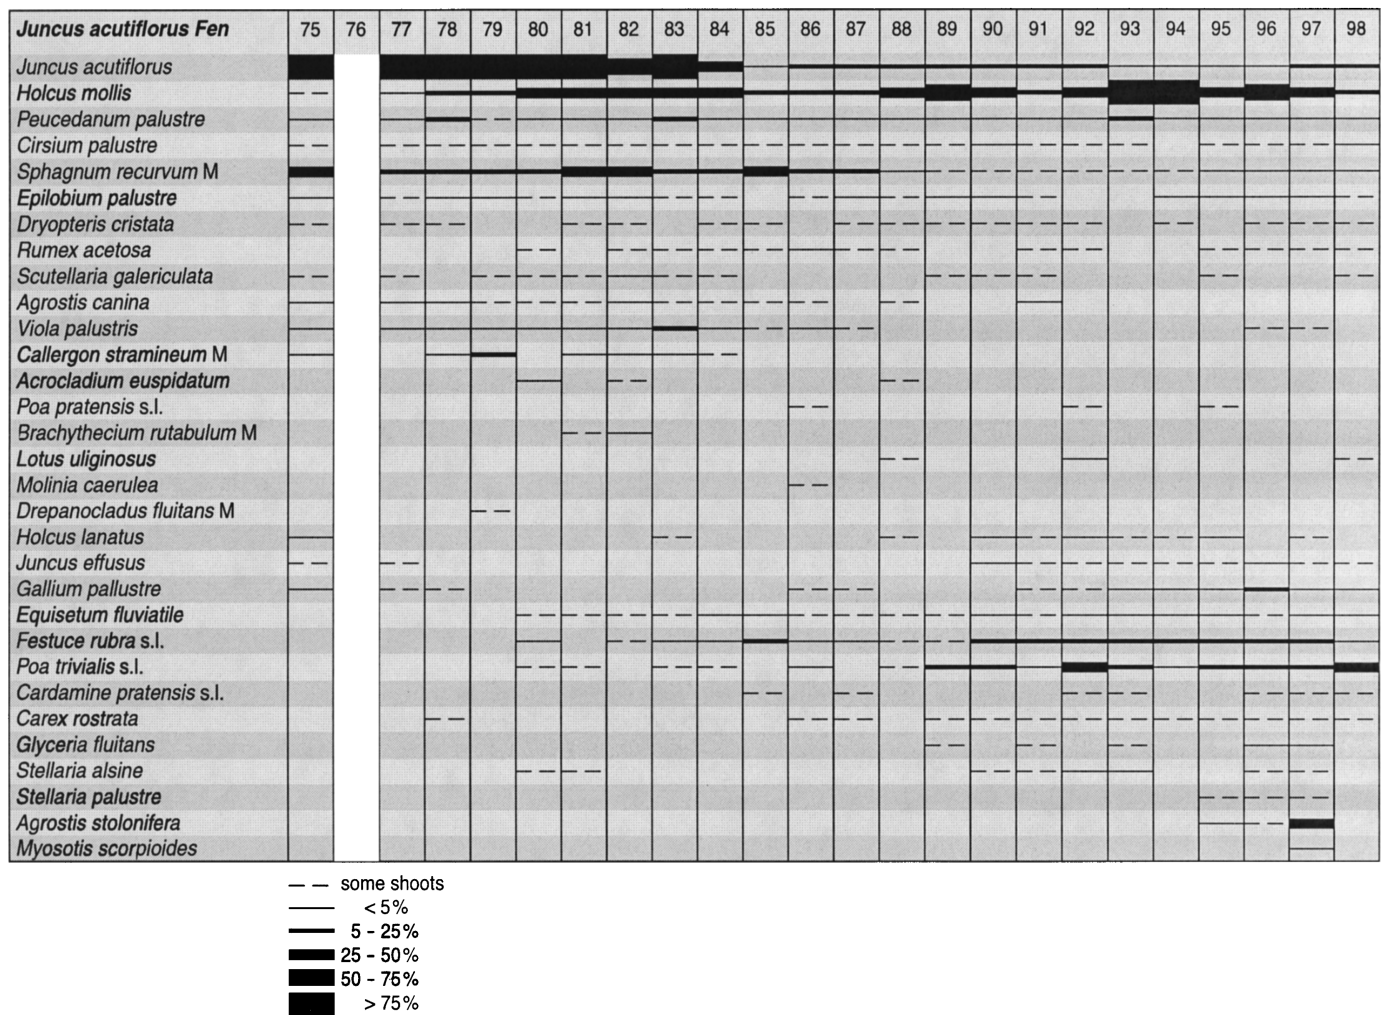 Juncus acutiflorus Fen 75 76 77 78 79 80 81 82 83 84 85 86 87 88 89 90 91 92 93 94 95 96 97 98
Juncus acutiflorus
Holcus mollis
Peucedanum palustre
Cirsium palustre
Sphagnum recurvum M
Epilobium palustre
Dryopteris cristata
Rumex acetosa
Scutellaria galericulata
Agrostis canina
Viola palustris
Callergon stramineum M
Acrocladium euspidatum
Poa pratensis s.l.
Brachythecium rutabulum M
Lotus uliginosus
Molinia caerulea
Drepanocladus fluitans M
Holcus lanatus
Juncus effusus
Gallium pallustre
Equisetum fluviatile
Festuce rubra s.l.
Poa trivialis s.l.
Cardamine pratensis s.l.
Carex rostrata
Glyceria fluitans
Stellaria alsine
Stellaria palustre
Agrostis stolonifera
Myosotis scorpioides
some shoots
< 5%
5 - 25%
25 - 50%
50 - 75%
> 75%